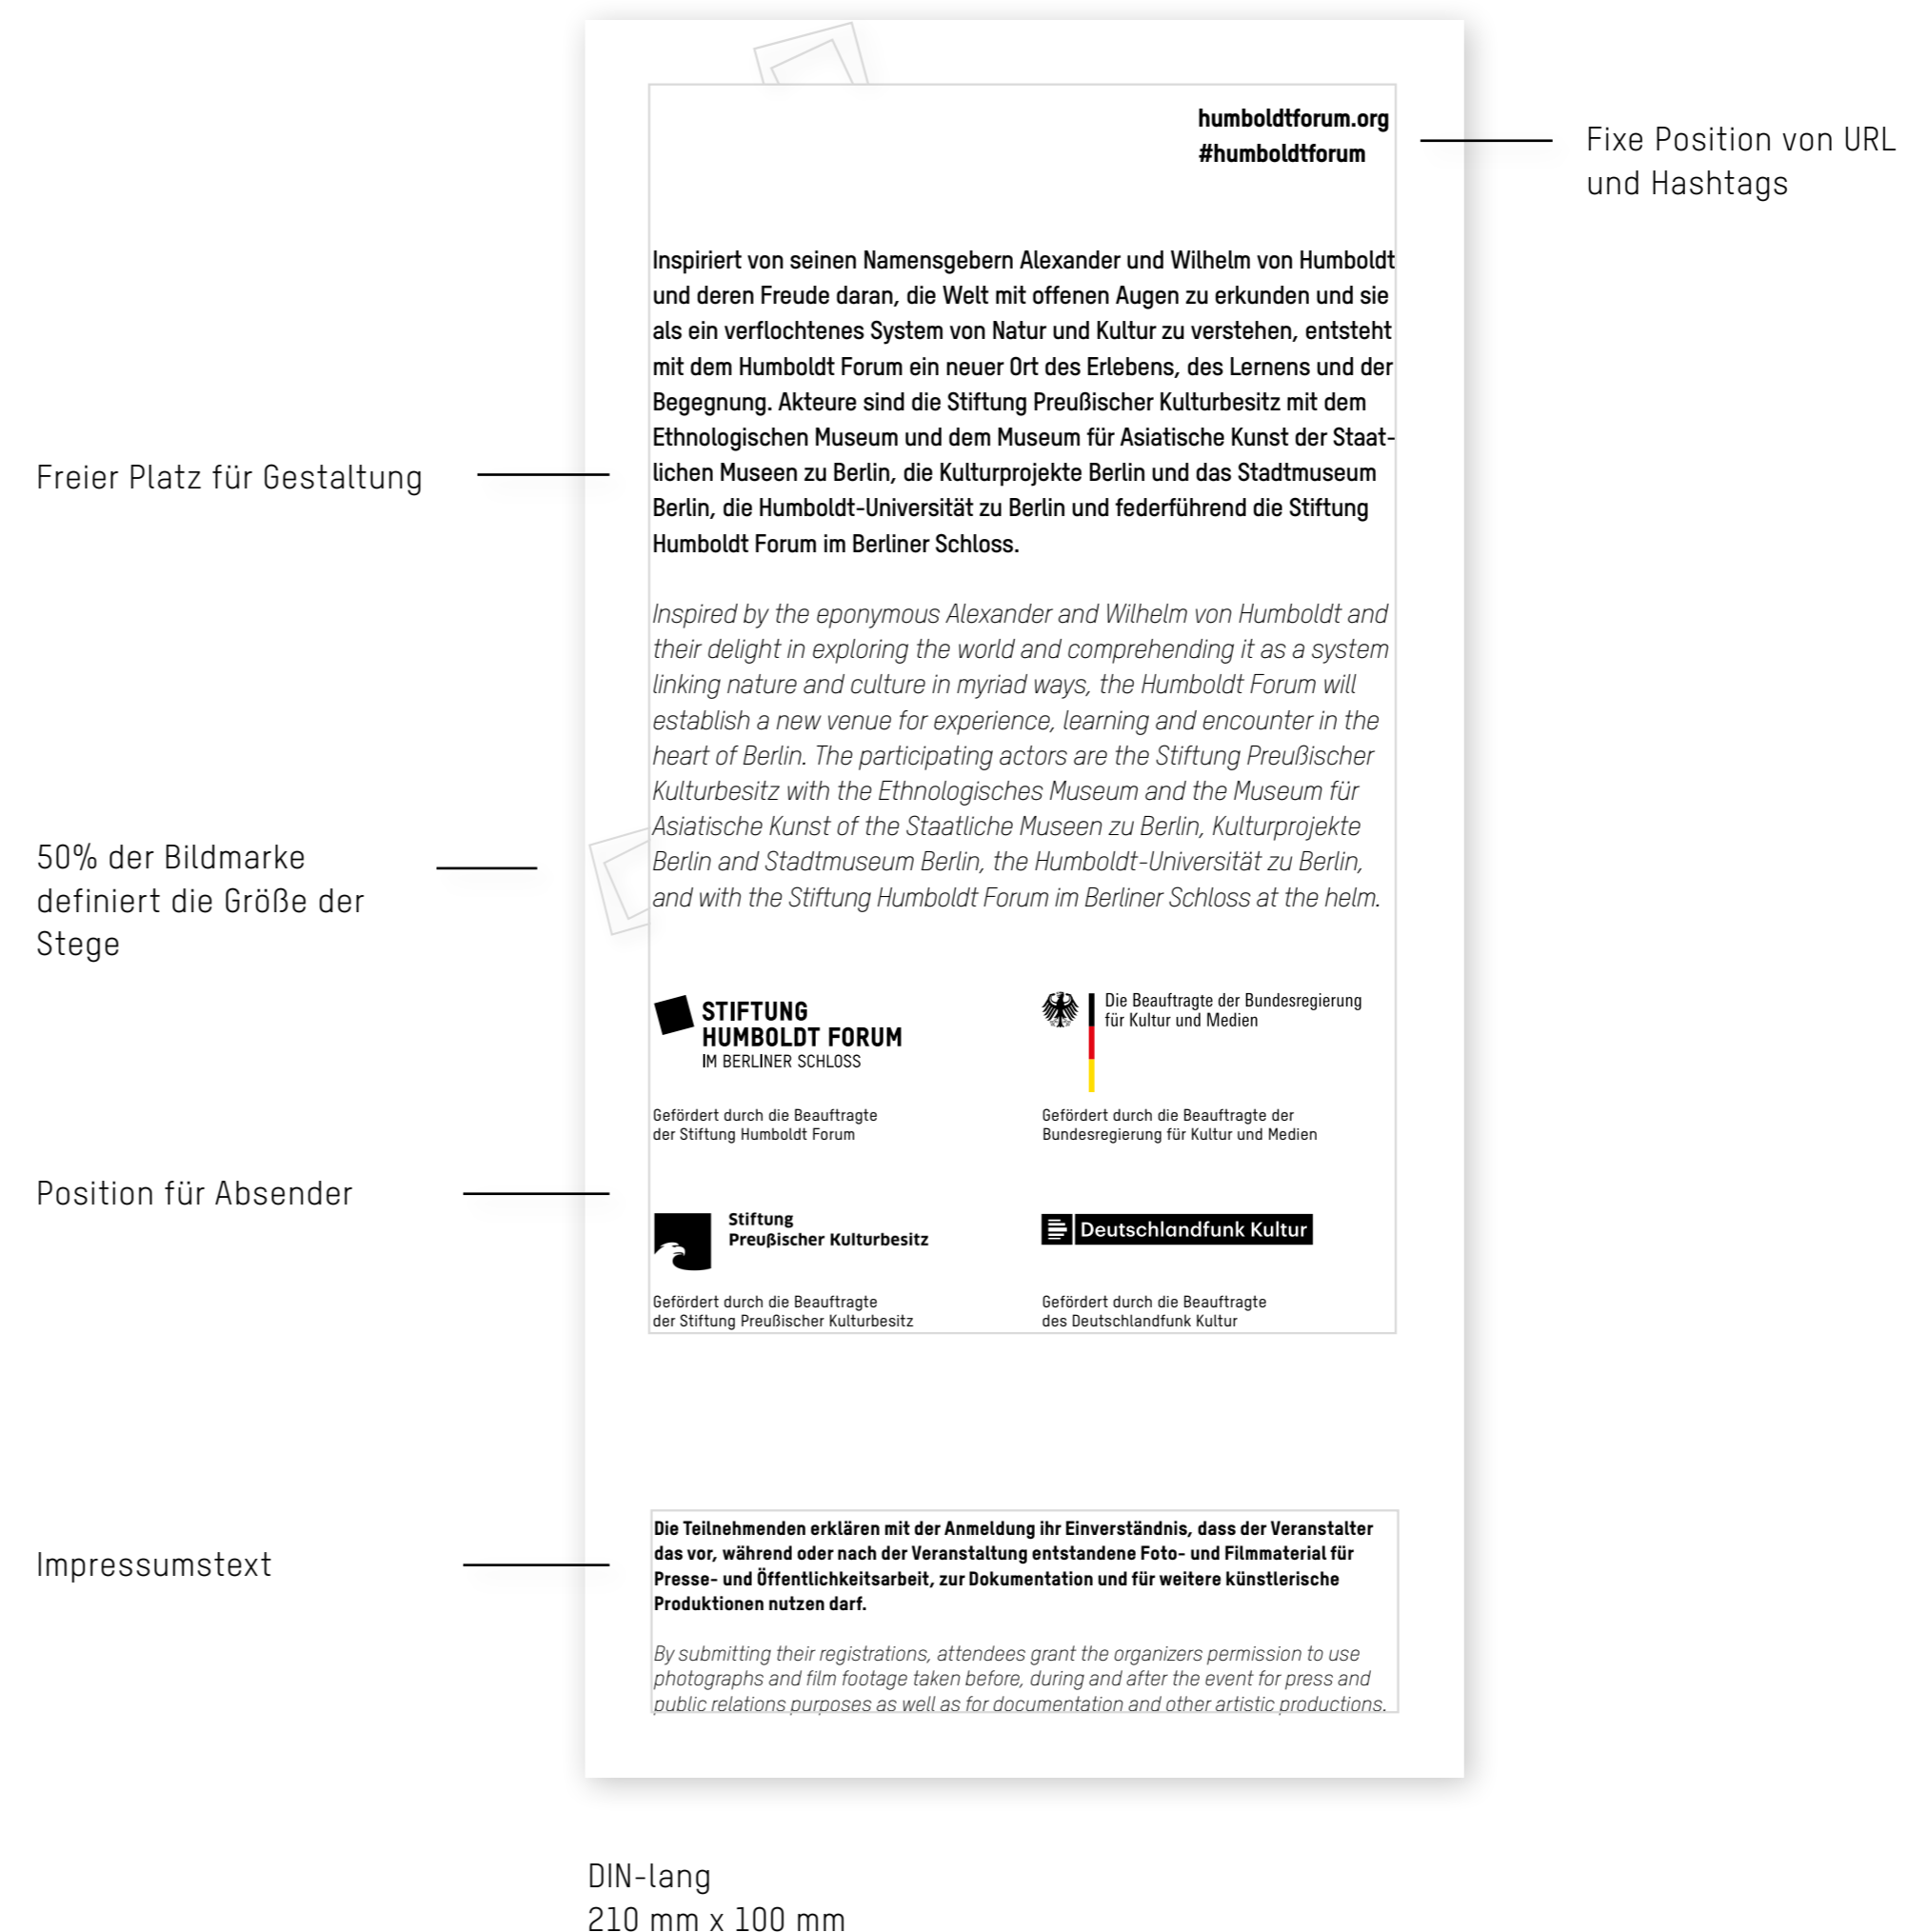 humboldtforum.org
#humboldtforum
Fixe Position von URL
und Hashtags
Inspiriert von seinen Namensgebern Alexander und Wilhelm von Humboldt
und deren Freude daran, die Welt mit offenen Augen zu erkunden und sie
als ein verflochtenes System von Natur und Kultur zu verstehen, entsteht
mit dem Humboldt Forum ein neuer Ort des Erlebens, des Lernens und der
Begegnung. Akteure sind die Stiftung Preußischer Kulturbesitz mit dem
Ethnologischen Museum und dem Museum für Asiatische Kunst der Staat-
lichen Museen zu Berlin, die Kulturprojekte Berlin und das Stadtmuseum
Berlin, die Humboldt-Universität zu Berlin und federführend die Stiftung
Humboldt Forum im Berliner Schloss.
Freier Platz für Gestaltung
Inspired by the eponymous Alexander and Wilhelm von Humboldt and
their delight in exploring the world and comprehending it as a system
linking nature and culture in myriad ways, the Humboldt Forum will
establish a new venue for experience, learning and encounter in the
heart of Berlin. The participating actors are the Stiftung Preußischer
Kulturbesitz with the Ethnologisches Museum and the Museum für
Asiatische Kunst of the Staatliche Museen zu Berlin, Kulturprojekte
Berlin and Stadtmuseum Berlin, the Humboldt-Universität zu Berlin,
and with the Stiftung Humboldt Forum im Berliner Schloss at the helm.
50% der Bildmarke
definiert die Größe der
Stege
STIFTUNG
HUMBOLDT FORUM
IM BERLINER SCHLOSS
Gefördert durch die Beauftragte
der Stiftung Humboldt Forum
Die Beauftragte der Bundesregierung
für Kultur und Medien
Gefördert durch die Beauftragte der
Bundesregierung für Kultur und Medien
Position für Absender
Stiftung
Preußischer Kulturbesitz
Gefördert durch die Beauftragte
der Stiftung Preußischer Kulturbesitz
Deutschlandfunk Kultur
Gefördert durch die Beauftragte
des Deutschlandfunk Kultur
Impressumstext
Die Teilnehmenden erklären mit der Anmeldung ihr Einverständnis, dass der Veranstalter
das vor, während oder nach der Veranstaltung entstandene Foto- und Filmmaterial für
Presse- und Öffentlichkeitsarbeit, zur Dokumentation und für weitere künstlerische
Produktionen nutzen darf.
By submitting their registrations, attendees grant the organizers permission to use
photographs and film footage taken before, during and after the event for press and
public relations purposes as well as for documentation and other artistic productions.
DIN-lang
210 mm x 100 mm